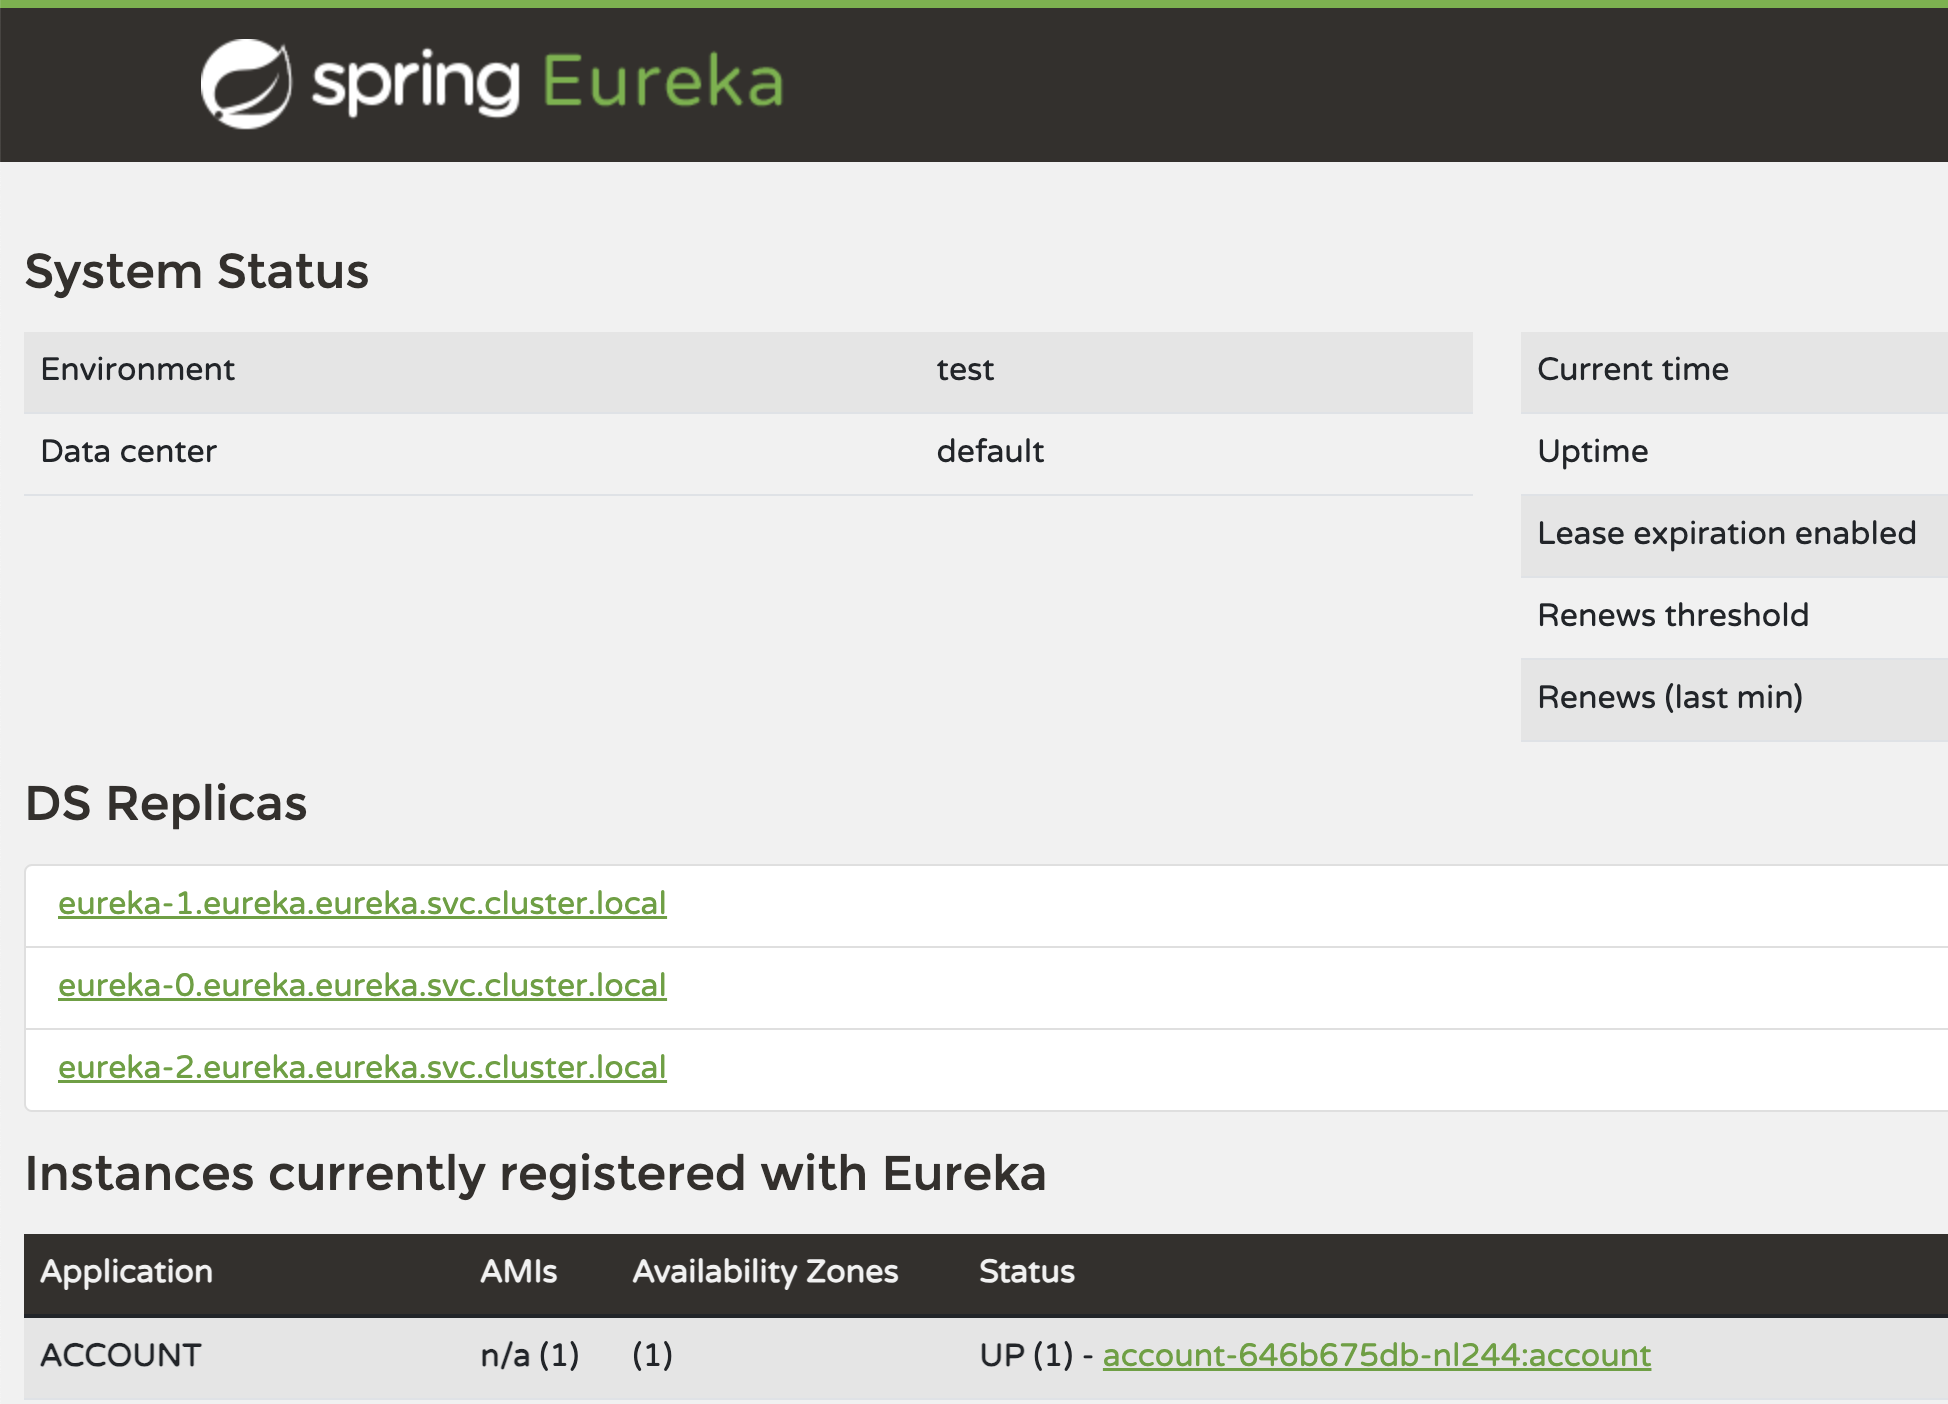 spring Eureka
System Status
Environment test
Data center default
Current time
Uptime
Lease expiration enabled
Renews threshold
Renews (last min)
DS Replicas
eureka-1.eureka.eureka.svc.cluster.local
eureka-0.eureka.eureka.svc.cluster.local
eureka-2.eureka.eureka.svc.cluster.local
Instances currently registered with Eureka
Application AMIs Availability Zones Status
ACCOUNT n/a (1) (1) UP (1) - account-646b675db-nl244:account